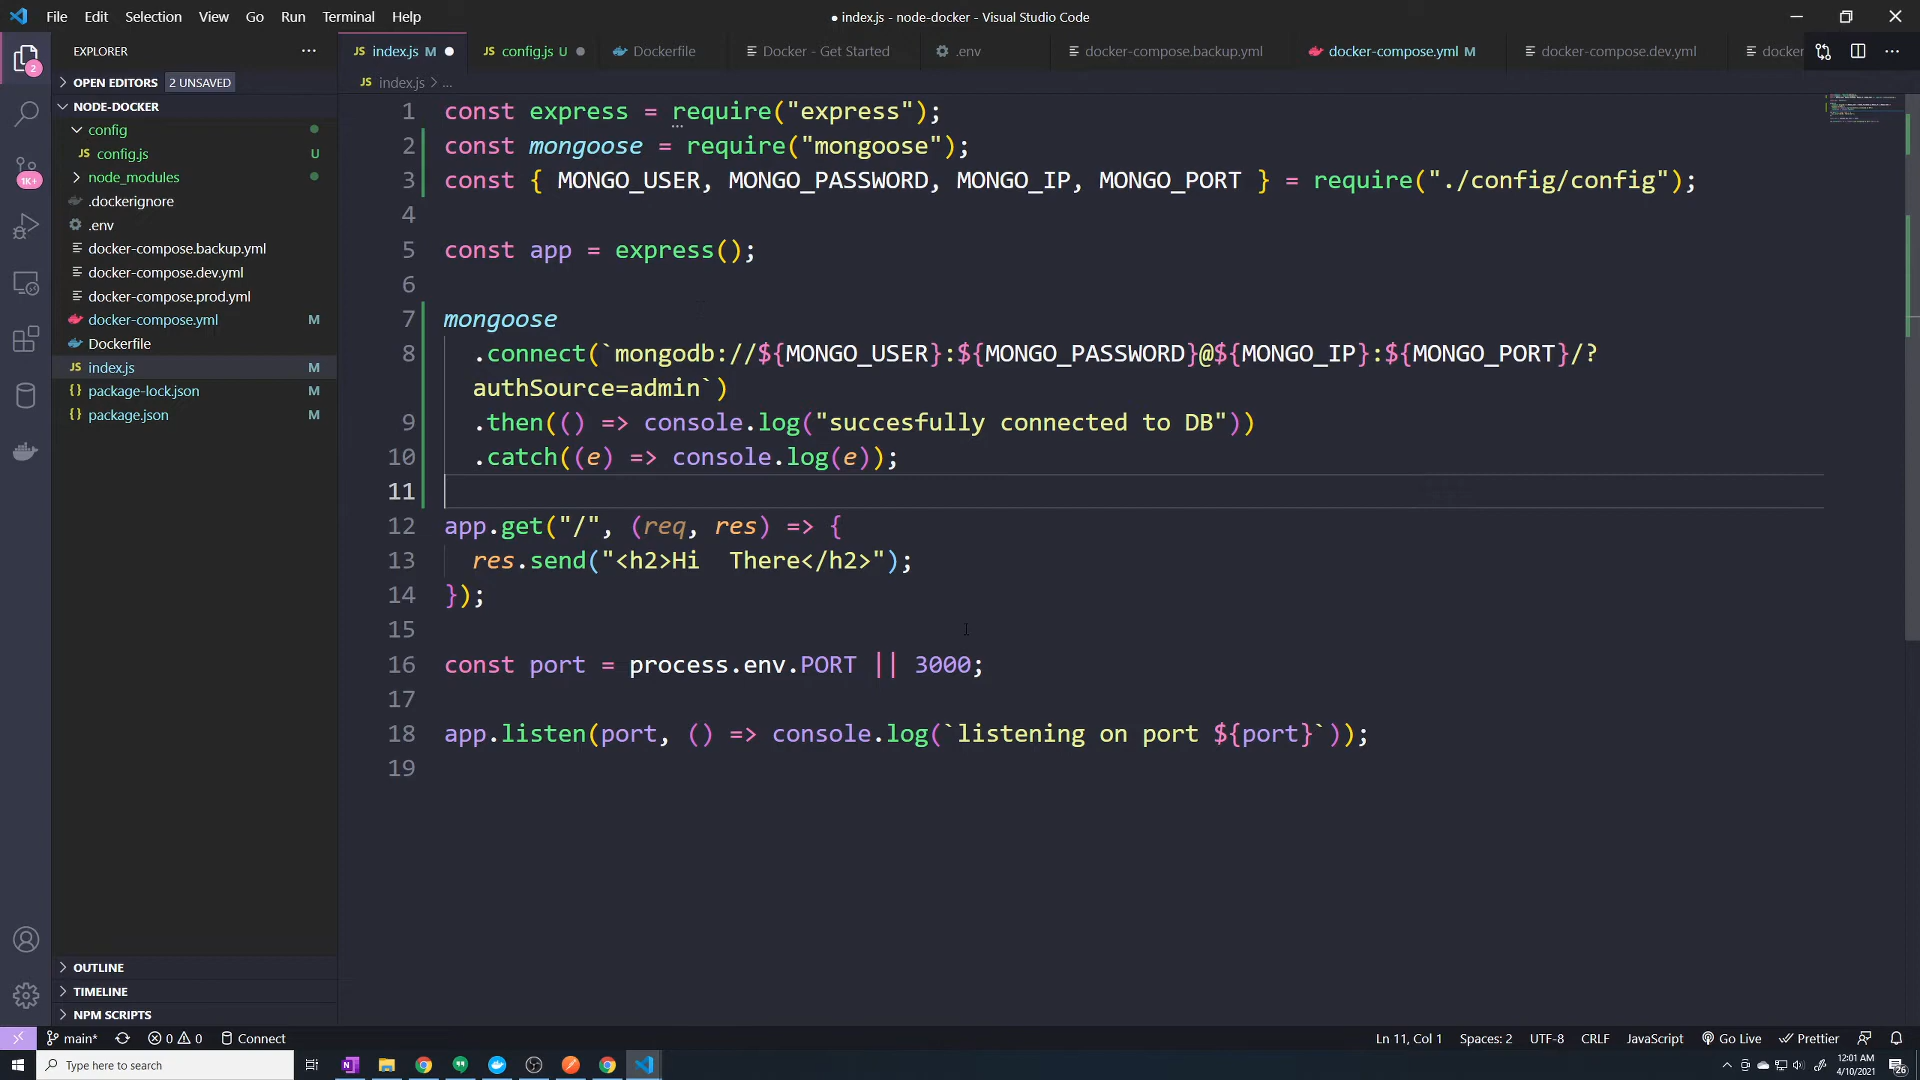 File Edit Selection View Go Run Terminal Help
● index.js - node-docker - Visual Studio Code
EXPLORER
OPEN EDITORS 2 UNSAVED
NODE-DOCKER
config
JS config.js U
node_modules
.dockerignore
.env
docker-compose.backup.yml
docker-compose.dev.yml
docker-compose.prod.yml
docker-compose.yml M
Dockerfile
JS index.js M
{} package-lock.json M
{} package.json M
OUTLINE
TIMELINE
NPM SCRIPTS
2
1K+
JS index.js M ● JS config.js U ● Dockerfile Docker - Get Started .env docker-compose.backup.yml docker-compose.yml M docker-compose.dev.yml docker
JS index.js > ...
1 const express = require("express");
2 const mongoose = require("mongoose");
3 const { MONGO_USER, MONGO_PASSWORD, MONGO_IP, MONGO_PORT } = require("./config/config");
4
5 const app = express();
6
7 mongoose
8 .connect(`mongodb://${MONGO_USER}:${MONGO_PASSWORD}@${MONGO_IP}:${MONGO_PORT}/?
authSource=admin`)
9 .then(() => console.log("succesfully connected to DB"))
10 .catch((e) => console.log(e));
11
12 app.get("/", (req, res) => {
13 res.send("<h2>Hi  There</h2>");
14 });
15
16 const port = process.env.PORT || 3000;
17
18 app.listen(port, () => console.log(`listening on port ${port}`));
19
main* 0 0 Connect
Ln 11, Col 1 Spaces: 2 UTF-8 CRLF JavaScript Go Live Prettier
Type here to search
12:01 AM
4/10/2021
26